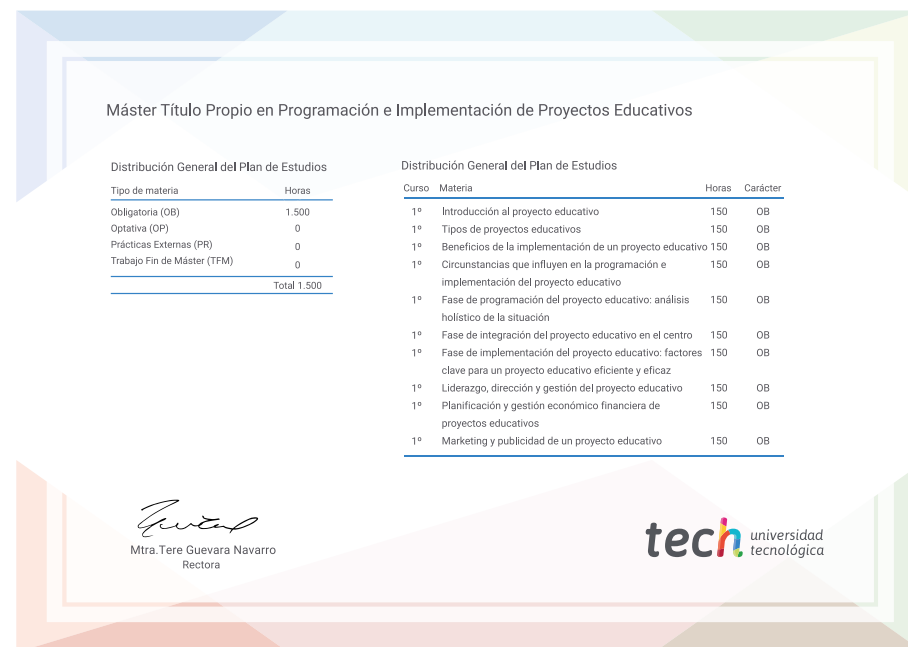 Máster Título Propio en Programación e Implementación de Proyectos Educativos
Distribución General del Plan de Estudios
Tipo de materia Horas
Obligatoria (OB) 1.500
Optativa (OP) 0
Prácticas Externas (PR) 0
Trabajo Fin de Máster (TFM) 0
Total 1.500
Distribución General del Plan de Estudios
Curso Materia Horas Carácter
1º Introducción al proyecto educativo 150 OB
1º Tipos de proyectos educativos 150 OB
1º Beneficios de la implementación de un proyecto educativo 150 OB
1º Circunstancias que influyen en la programación e 150 OB
implementación del proyecto educativo
1º Fase de programación del proyecto educativo: análisis 150 OB
holístico de la situación
1º Fase de integración del proyecto educativo en el centro 150 OB
1º Fase de implementación del proyecto educativo: factores 150 OB
clave para un proyecto educativo eficiente y eficaz
1º Liderazgo, dirección y gestión del proyecto educativo 150 OB
1º Planificación y gestión económico financiera de 150 OB
proyectos educativos
1º Marketing y publicidad de un proyecto educativo 150 OB
Mtra.Tere Guevara Navarro
Rectora
tech universidad
tecnológica